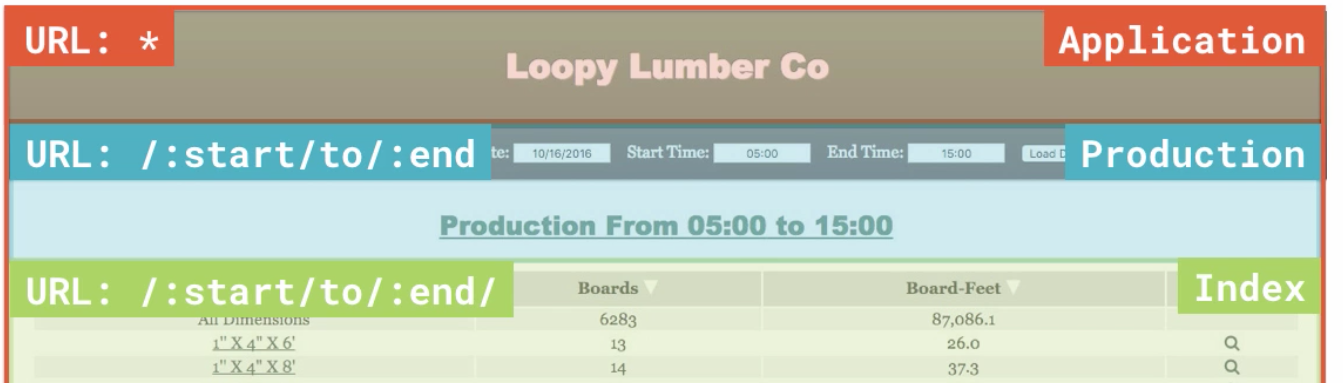 URL: *
Application
Loopy Lumber Co
URL: /:start/to/:end
te: 10/16/2016 Start Time: 05:00 End Time: 15:00 Load D
Production
Production From 05:00 to 15:00
URL: /:start/to/:end/
Boards ▼ Board-Feet ▼
Index
All Dimensions 6283 87,086.1
1" X 4" X 6' 13 26.0
1" X 4" X 8' 14 37.3